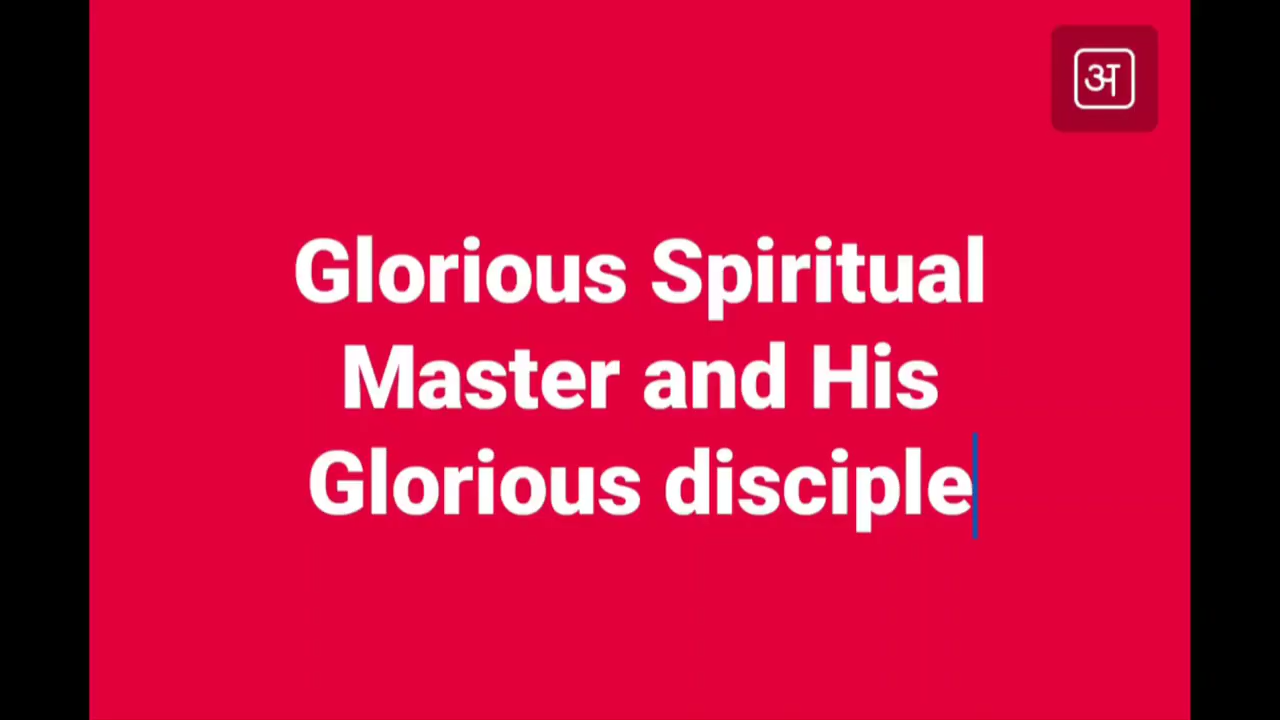 अ
Glorious Spiritual
Master and His
Glorious disciple